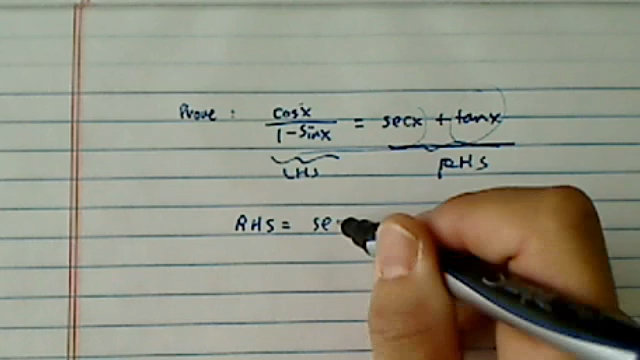 Prove : cosx / 1 - sinx = secx + tanx
LHS RHS
RHS = se